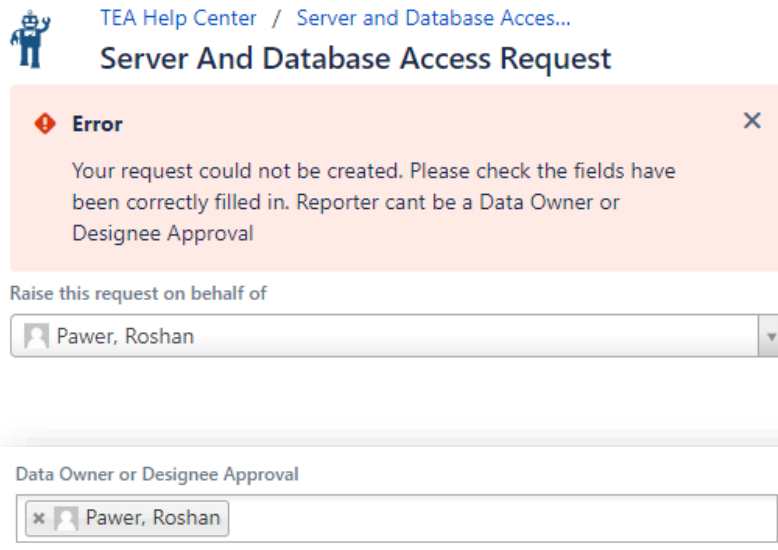 TEA Help Center / Server and Database Acces...
Server And Database Access Request
Error
Your request could not be created. Please check the fields have
been correctly filled in. Reporter cant be a Data Owner or
Designee Approval
Raise this request on behalf of
Pawer, Roshan
Data Owner or Designee Approval
Pawer, Roshan